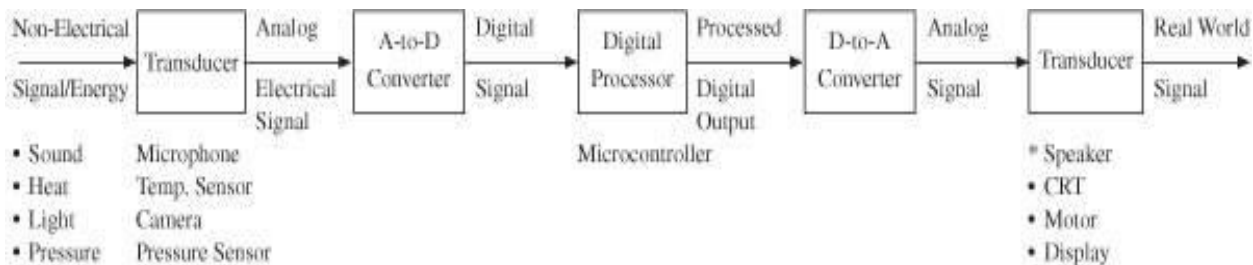 Non-Electrical
Signal/Energy
Transducer
Analog
Electrical
Signal
A-to-D
Converter
Digital
Signal
Digital
Processor
Processed
Digital
Output
D-to-A
Converter
Analog
Signal
Transducer
Real World
Signal
• Sound Microphone
• Heat Temp. Sensor
• Light Camera
• Pressure Pressure Sensor
Microcontroller
* Speaker
• CRT
• Motor
• Display